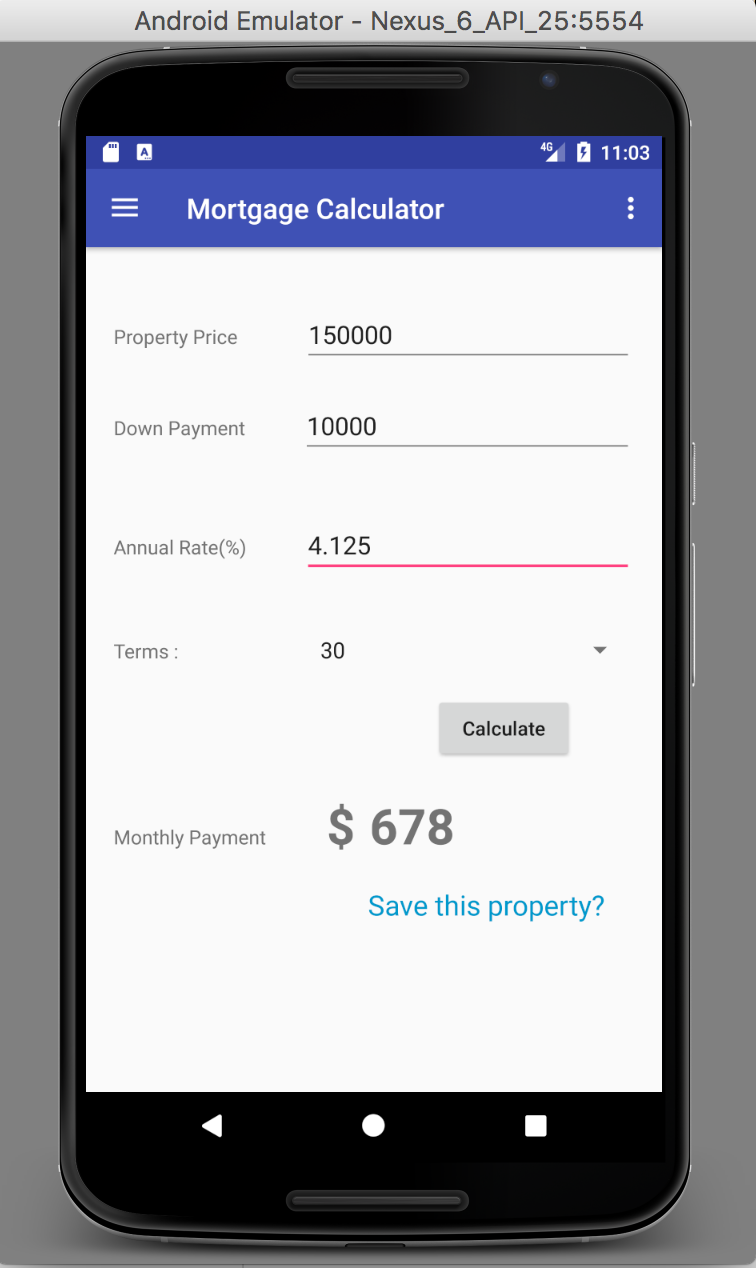 Android Emulator - Nexus_6_API_25:5554
A 4G 11:03
Mortgage Calculator
Property Price 150000
Down Payment 10000
Annual Rate(%) 4.125
Terms : 30
Calculate
Monthly Payment $ 678
Save this property?